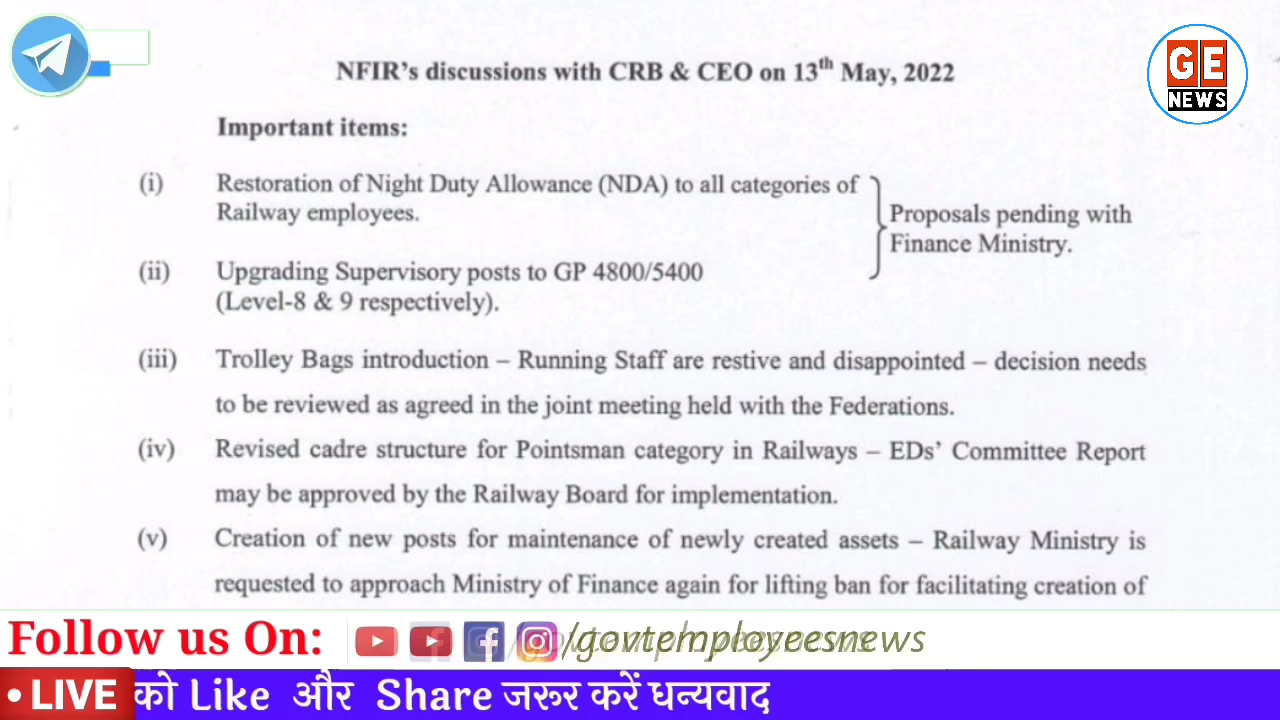 GE
NEWS
NFIR's discussions with CRB & CEO on 13th May, 2022
Important items:
(i) Restoration of Night Duty Allowance (NDA) to all categories of
Railway employees.
Proposals pending with
Finance Ministry.
(ii) Upgrading Supervisory posts to GP 4800/5400
(Level-8 & 9 respectively).
(iii) Trolley Bags introduction – Running Staff are restive and disappointed – decision needs
to be reviewed as agreed in the joint meeting held with the Federations.
(iv) Revised cadre structure for Pointsman category in Railways – EDs' Committee Report
may be approved by the Railway Board for implementation.
(v) Creation of new posts for maintenance of newly created assets – Railway Ministry is
requested to approach Ministry of Finance again for lifting ban for facilitating creation of
Follow us On: /govtemployeesnews
• LIVE को Like और Share जरूर करें धन्यवाद